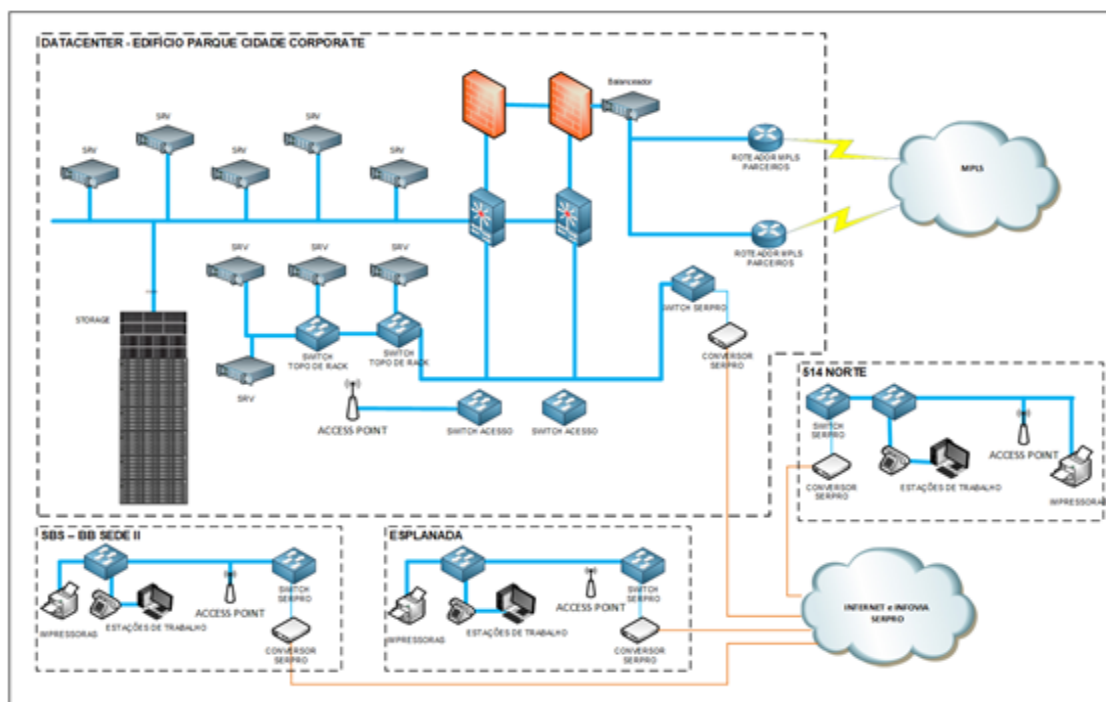 DATACENTER - EDIFÍCIO PARQUE CIDADE CORPORATE
Balanceador
SRV
SRV
SRV
SRV
SRV
ROTEADOR MPLS
PARCEIROS
MPLS
ROTEADOR MPLS
PARCEIROS
SRV
SRV
SRV
SWITCH SERPRO
STORAGE
SWITCH
TOPO DE RACK
SWITCH
TOPO DE RACK
CONVERSOR
SERPRO
SRV
ACCESS POINT
SWITCH ACESSO
SWITCH ACESSO
514 NORTE
SWITCH
SERPRO
ACCESS POINT
CONVERSOR
SERPRO
ESTAÇÕES DE TRABALHO
IMPRESSORAS
SBS – BB SEDE II
SWITCH
SERPRO
ACCESS POINT
IMPRESSORAS
ESTAÇÕES DE TRABALHO
CONVERSOR
SERPRO
ESPLANADA
SWITCH
SERPRO
ACCESS POINT
IMPRESSORAS
ESTAÇÕES DE TRABALHO
CONVERSOR
SERPRO
INTERNET e INFOVIA
SERPRO